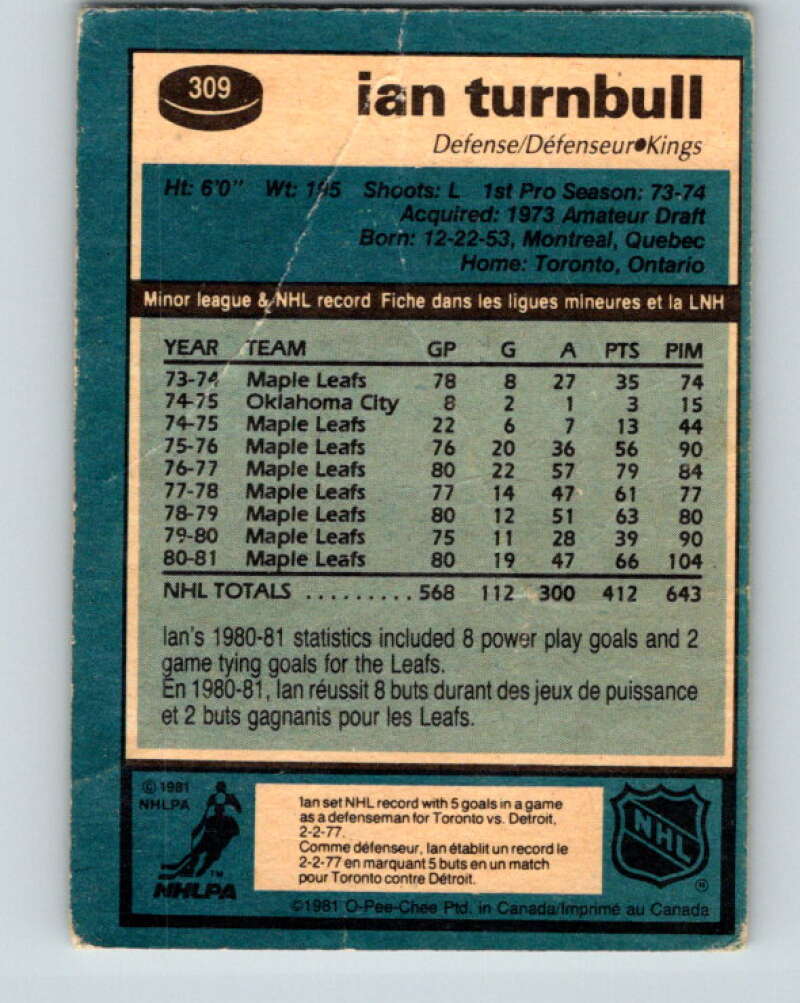 309
ian turnbull
Defense/Défenseur•Kings
Ht: 6'0" Wt: 195 Shoots: L 1st Pro Season: 73-74
Acquired: 1973 Amateur Draft
Born: 12-22-53, Montreal, Quebec
Home: Toronto, Ontario
Minor league & NHL record Fiche dans les ligues mineures et la LNH
YEAR TEAM GP G A PTS PIM
73-74 Maple Leafs 78 8 27 35 74
74-75 Oklahoma City 8 2 1 3 15
74-75 Maple Leafs 22 6 7 13 44
75-76 Maple Leafs 76 20 36 56 90
76-77 Maple Leafs 80 22 57 79 84
77-78 Maple Leafs 77 14 47 61 77
78-79 Maple Leafs 80 12 51 63 80
79-80 Maple Leafs 75 11 28 39 90
80-81 Maple Leafs 80 19 47 66 104
NHL TOTALS ......... 568 112 300 412 643
Ian's 1980-81 statistics included 8 power play goals and 2
game tying goals for the Leafs.
En 1980-81, Ian réussit 8 buts durant des jeux de puissance
et 2 buts gagnants pour les Leafs.
© 1981
NHLPA
TM
NHLPA
Ian set NHL record with 5 goals in a game
as a defenseman for Toronto vs. Detroit,
2-2-77.
Comme défenseur, Ian établit un record le
2-2-77 en marquant 5 buts en un match
pour Toronto contre Détroit.
NHL
©1981 O-Pee-Chee Ptd. in Canada/Imprimé au Canada